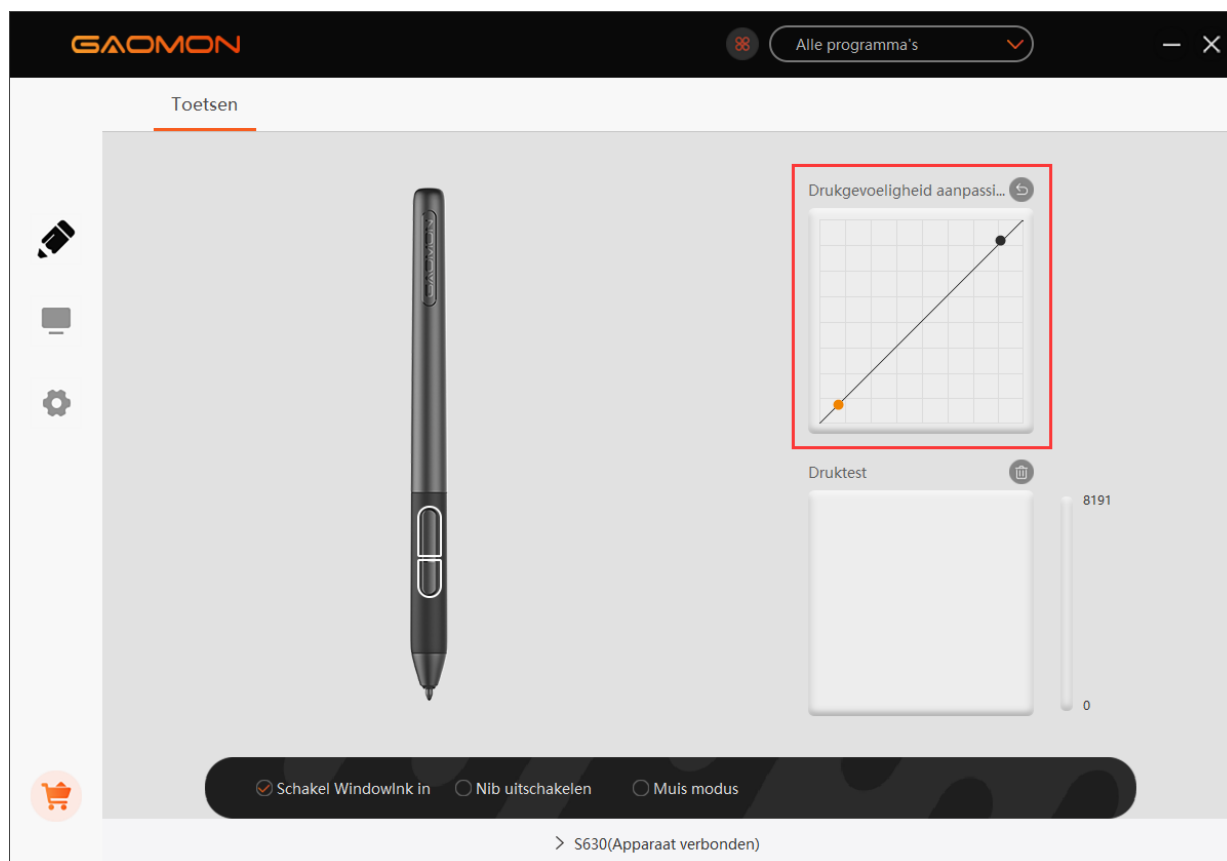 GAOMON
Alle programma's
Toetsen
Drukgevoeligheid aanpassi...
GAOMON
Druktest
8191
0
Schakel WindowInk in
Nib uitschakelen
Muis modus
S630(Apparaat verbonden)